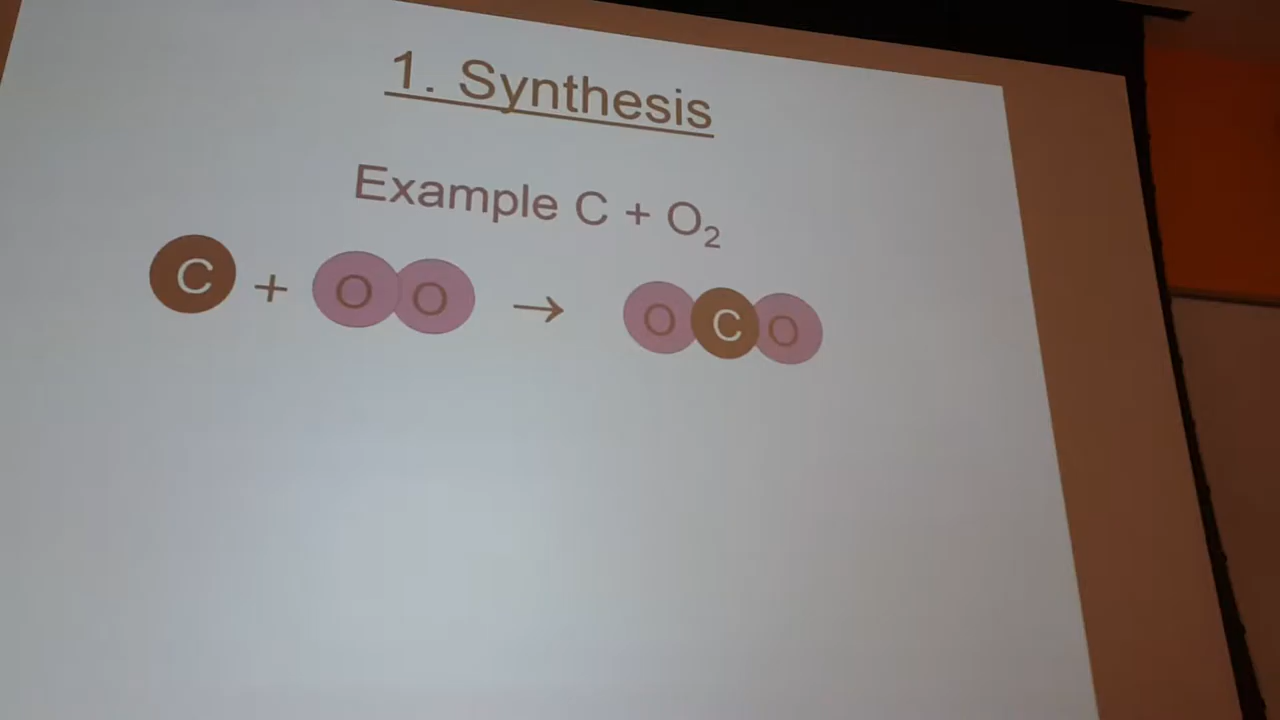 1. Synthesis
Example C + O₂
C + O O → O C O